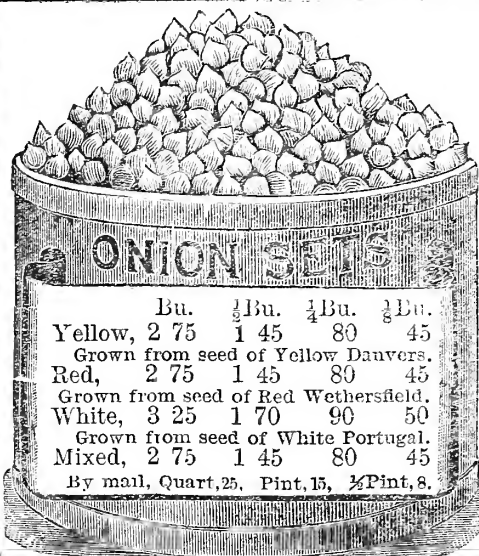 ONION SETS
Bu. ½Bu. ¼Bu. ⅛Bu.
Yellow, 2 75 1 45 80 45
Grown from seed of Yellow Danvers.
Red, 2 75 1 45 80 45
Grown from seed of Red Wethersfield.
White, 3 25 1 70 90 50
Grown from seed of White Portugal.
Mixed, 2 75 1 45 80 45
By mail, Quart,25, Pint,15, ½Pint,8.